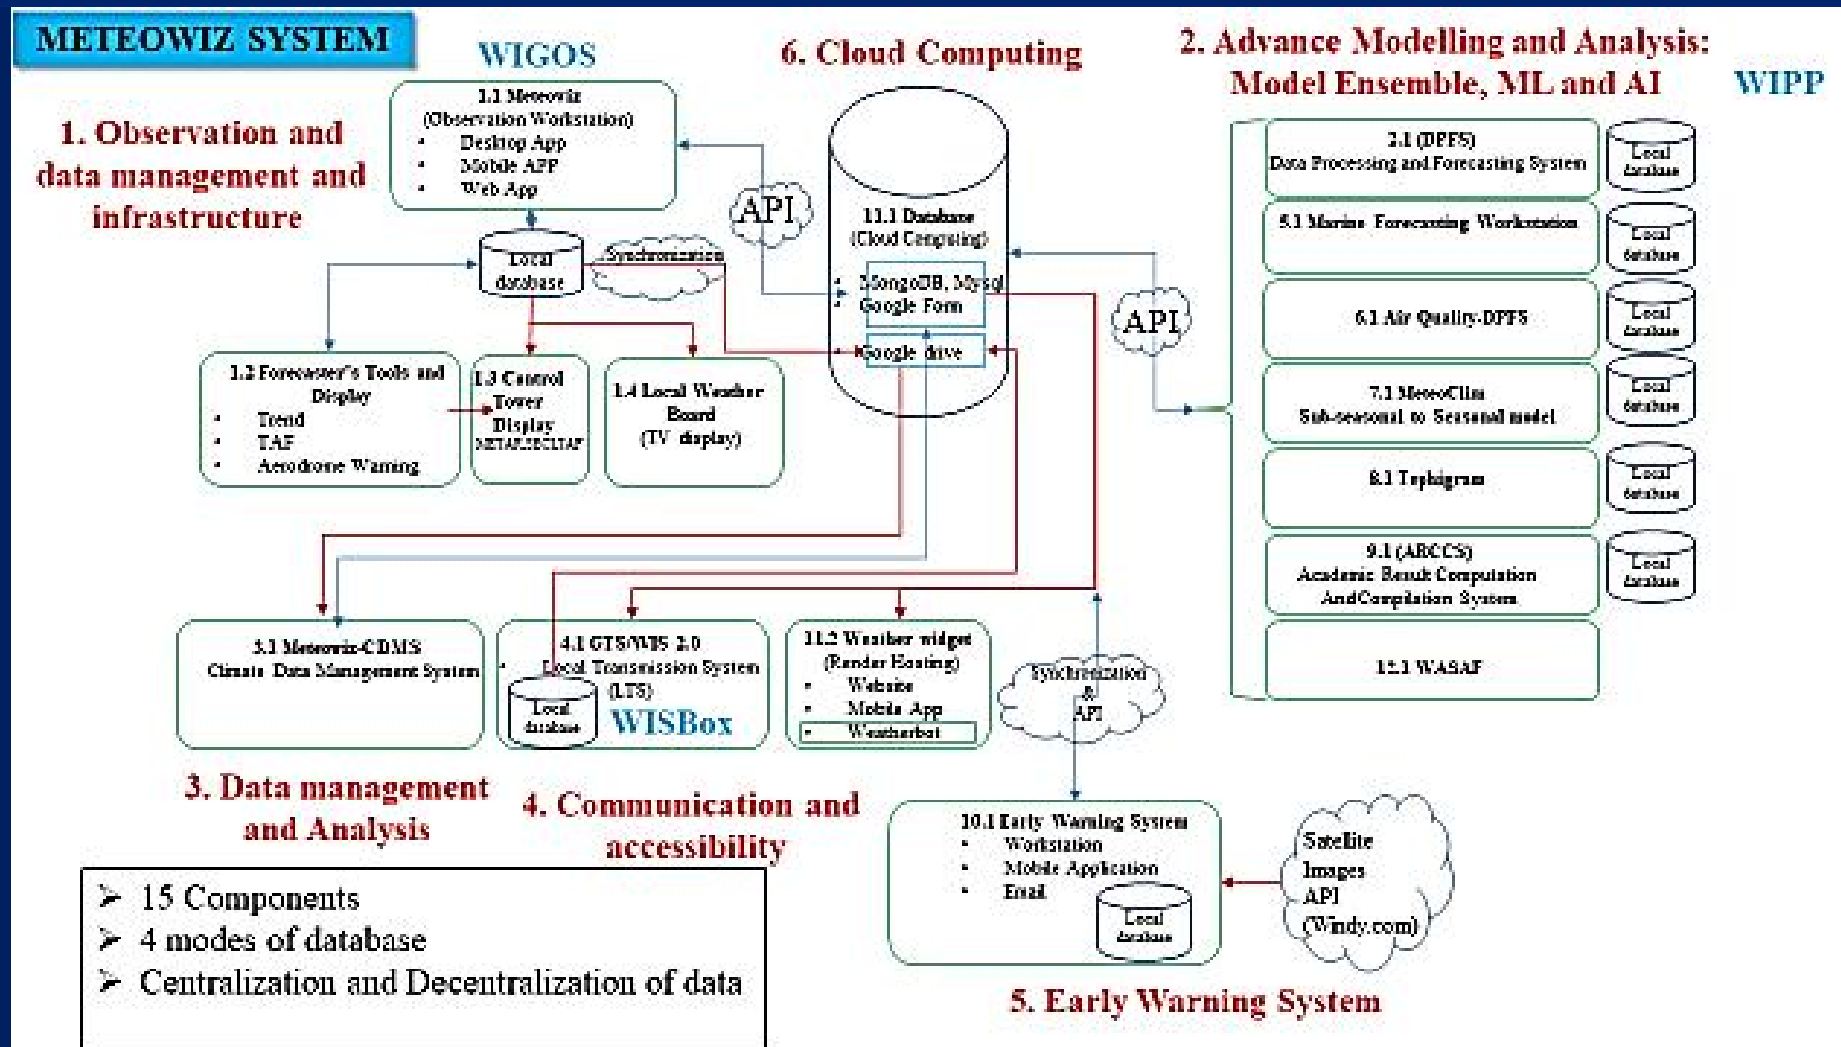 METEOWIZ SYSTEM
WIGOS
6. Cloud Computing
2. Advance Modelling and Analysis:
Model Ensemble, ML and AI
WIPP
1. Observation and
data management and
infrastructure
1.1 Meteowiz
(Observation Workstation)
• Desktop App
• Mobile APP
• Web App
Local
database
Synchronization
API
11.1 Database
(Cloud Computing)
• MongoDB, Mysql
• Google Form
• Google drive
API
2.1 (DPFS)
Data Processing and Forecasting System
Local
database
5.1 Marine Forecasting Workstation
Local
database
6.1 Air Quality-DPFS
Local
database
7.1 MeteoClim
Sub-seasonal to Seasonal model
Local
database
8.1 Tephigram
Local
database
9.1 (ARCCS)
Academic Result Computation
And Compilation System
Local
database
12.1 WASAF
1.2 Forecaster's Tools and
Display
• Trend
• TAF
• Aerodrome Warning
1.3 Control
Tower
Display
1.4 Local Weather
Board
(TV display)
3.1 Meteowiz-CDMS
Climate Data Management System
4.1 GTS/WIS 2.0
• Local Transmission System
(LTS)
Local
database
WISBox
11.2 Weather widget
(Render Hosting)
• Website
• Mobile App
• Weatherbot
Synchronization
&
API
3. Data management
and Analysis
4. Communication and
accessibility
10.1 Early Warning System
• Workstation
• Mobile Application
• Email
Local
database
Satellite
Images
API
(Windy.com)
5. Early Warning System
➢ 15 Components
➢ 4 modes of database
➢ Centralization and Decentralization of data